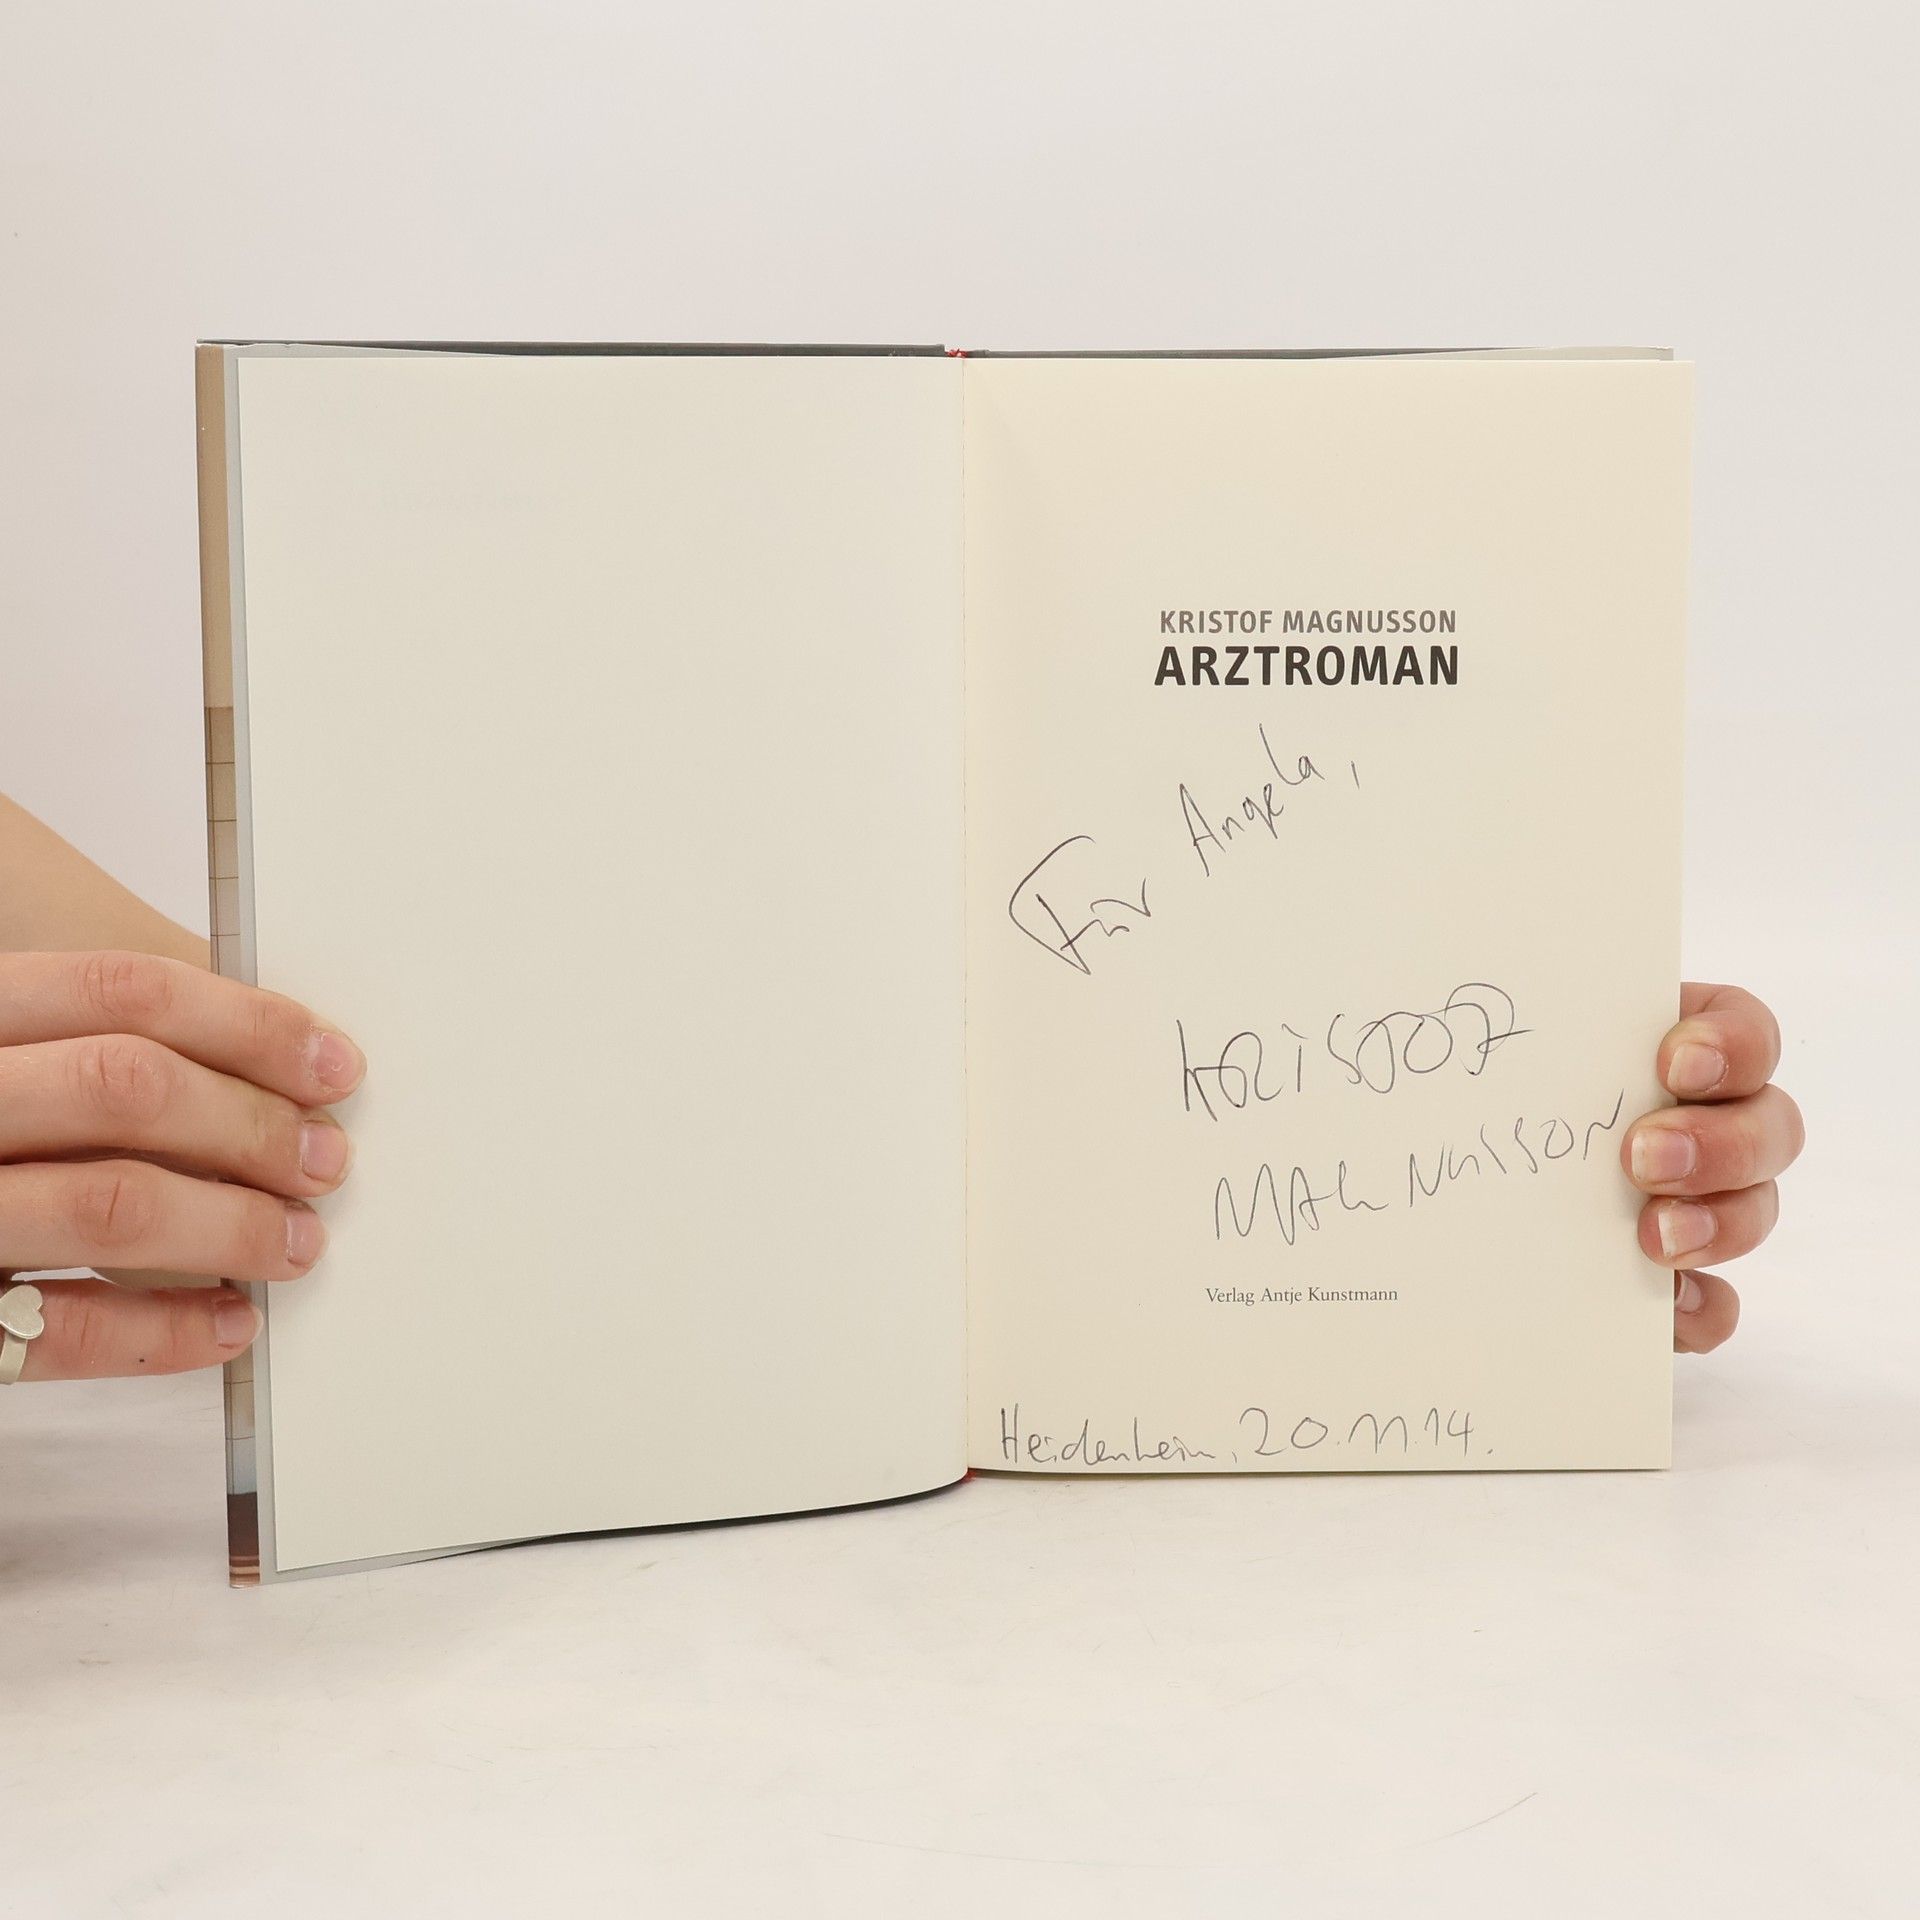 KRISTOF MAGNUSSON
ARZTROMAN
Für Angela,
KRISTOF
MAGNUSSON
Verlag Antje Kunstmann
Heidenheim, 20.11.14.